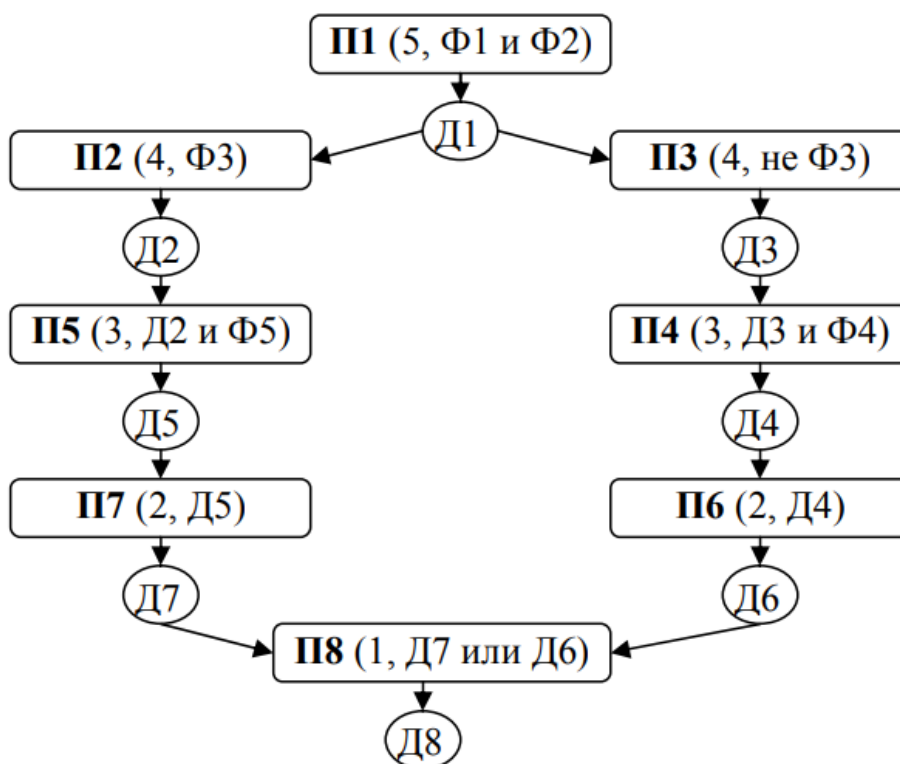 П1 (5, Ф1 и Ф2)
Д1
П2 (4, Ф3)
П3 (4, не Ф3)
Д2
Д3
П5 (3, Д2 и Ф5)
П4 (3, Д3 и Ф4)
Д5
Д4
П7 (2, Д5)
П6 (2, Д4)
Д7
Д6
П8 (1, Д7 или Д6)
Д8